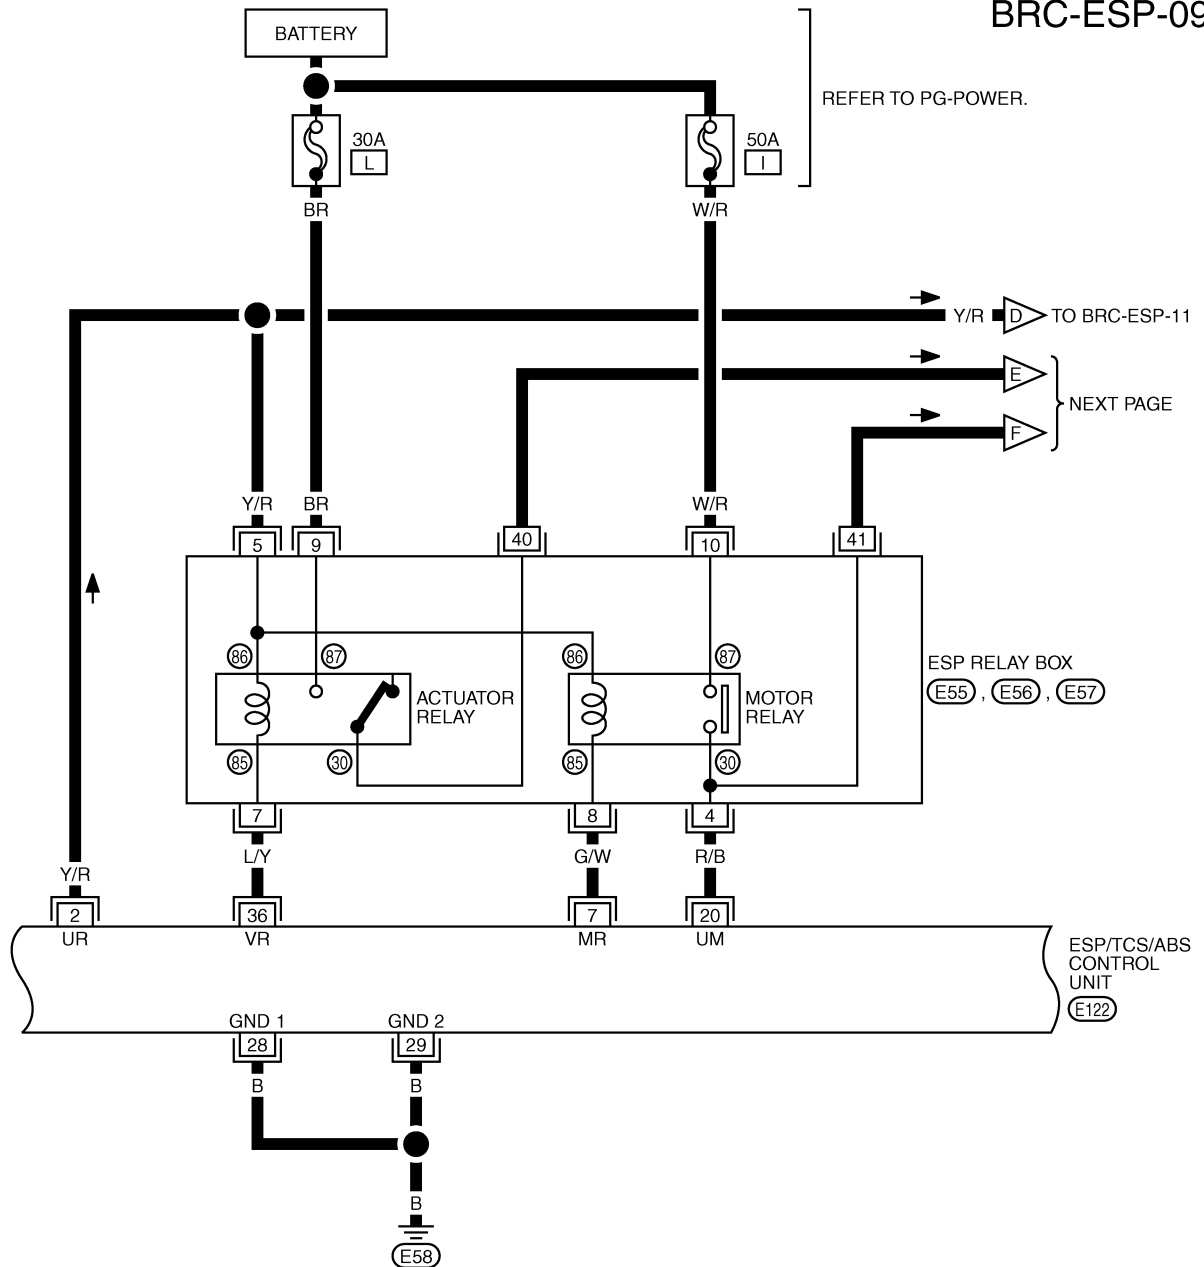 BRC-ESP-09
BATTERY
REFER TO PG-POWER.
30A
L
50A
I
BR
W/R
Y/R
D
TO BRC-ESP-11
E
NEXT PAGE
F
Y/R
BR
W/R
5
9
40
10
41
86
87
86
87
ESP RELAY BOX
E55 , E56 , E57
ACTUATOR
RELAY
MOTOR
RELAY
85
30
85
30
7
8
4
L/Y
G/W
R/B
Y/R
2
36
7
20
UR
VR
MR
UM
ESP/TCS/ABS
CONTROL
UNIT
E122
GND 1
GND 2
28
29
B
B
B
E58